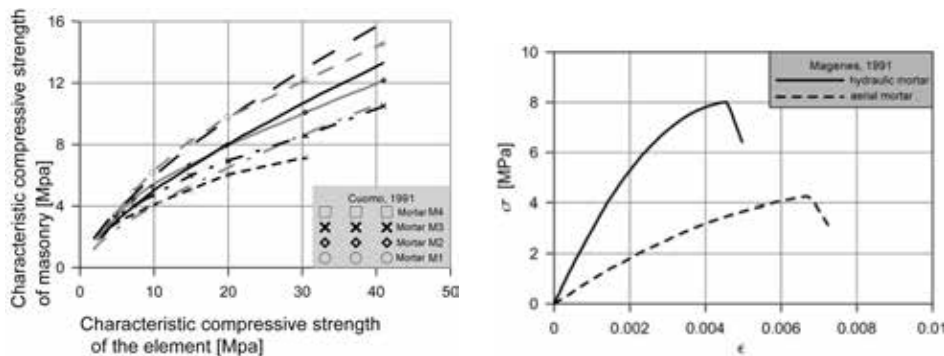 Characteristic compressive strength
of masonry [Mpa]
16
12
8
4
0
0
10
20
30
40
50
Cuomo, 1991
Mortar M4
Mortar M3
Mortar M2
Mortar M1
Characteristic compressive strength
of the element [Mpa]
σ [MPa]
10
8
6
4
2
0
Magenes, 1991
hydraulic mortar
aerial mortar
0
0.002
0.004
0.006
0.008
0.01
ϵ